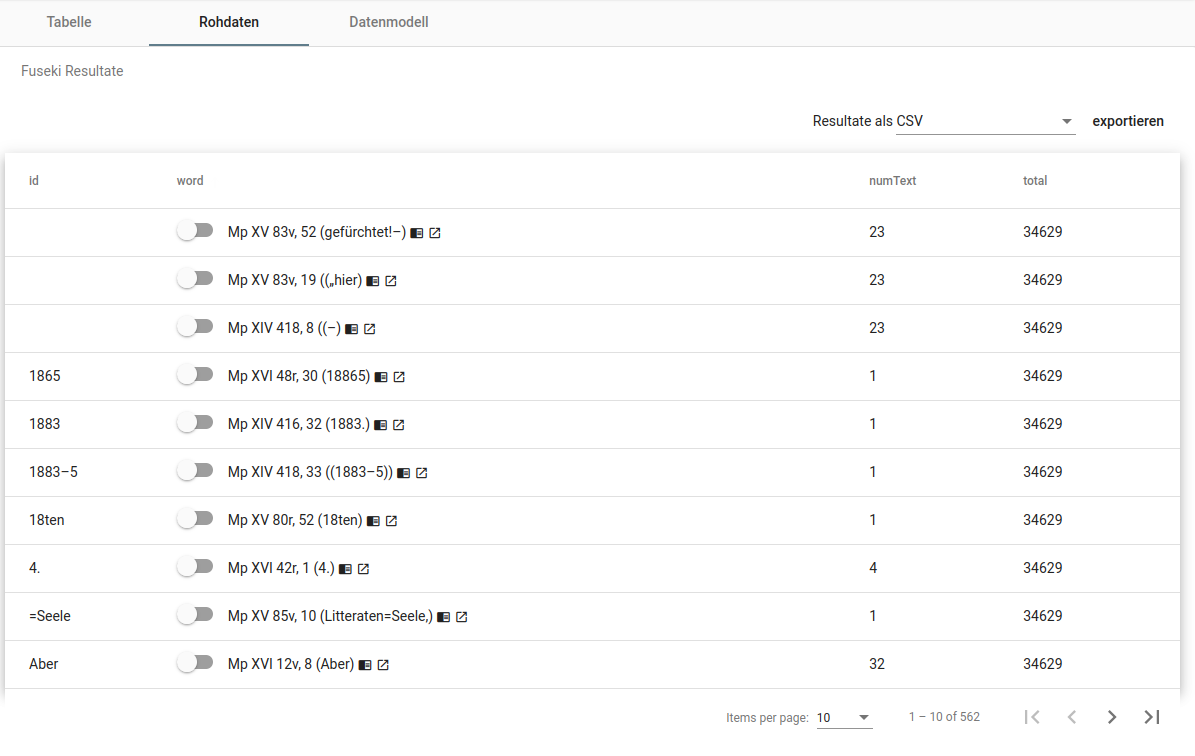 Tabelle Rohdaten Datenmodell
Fuseki Resultate
Resultate als CSV exportieren
id word numText total
Mp XV 83v, 52 (gefürchtet!–) 23 34629
Mp XV 83v, 19 ((„hier) 23 34629
Mp XIV 418, 8 ((–) 23 34629
1865 Mp XVI 48r, 30 (18865) 1 34629
1883 Mp XIV 416, 32 (1883.) 1 34629
1883–5 Mp XIV 418, 33 ((1883–5)) 1 34629
18ten Mp XV 80r, 52 (18ten) 1 34629
4. Mp XVI 42r, 1 (4.) 4 34629
=Seele Mp XV 85v, 10 (Litteraten=Seele,) 1 34629
Aber Mp XVI 12v, 8 (Aber) 32 34629
Items per page: 10 1 – 10 of 562